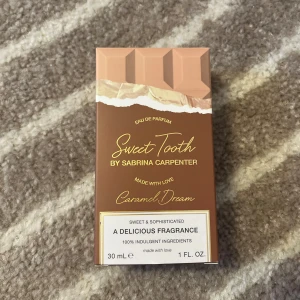 EAU DE PARFUM
Sweet Tooth
BY SABRINA CARPENTER
MADE WITH LOVE
Caramel Dream
SWEET & SOPHISTICATED
A DELICIOUS FRAGRANCE
100% INDULGENT INGREDIENTS
made with love
30 mL e 1 FL. OZ.